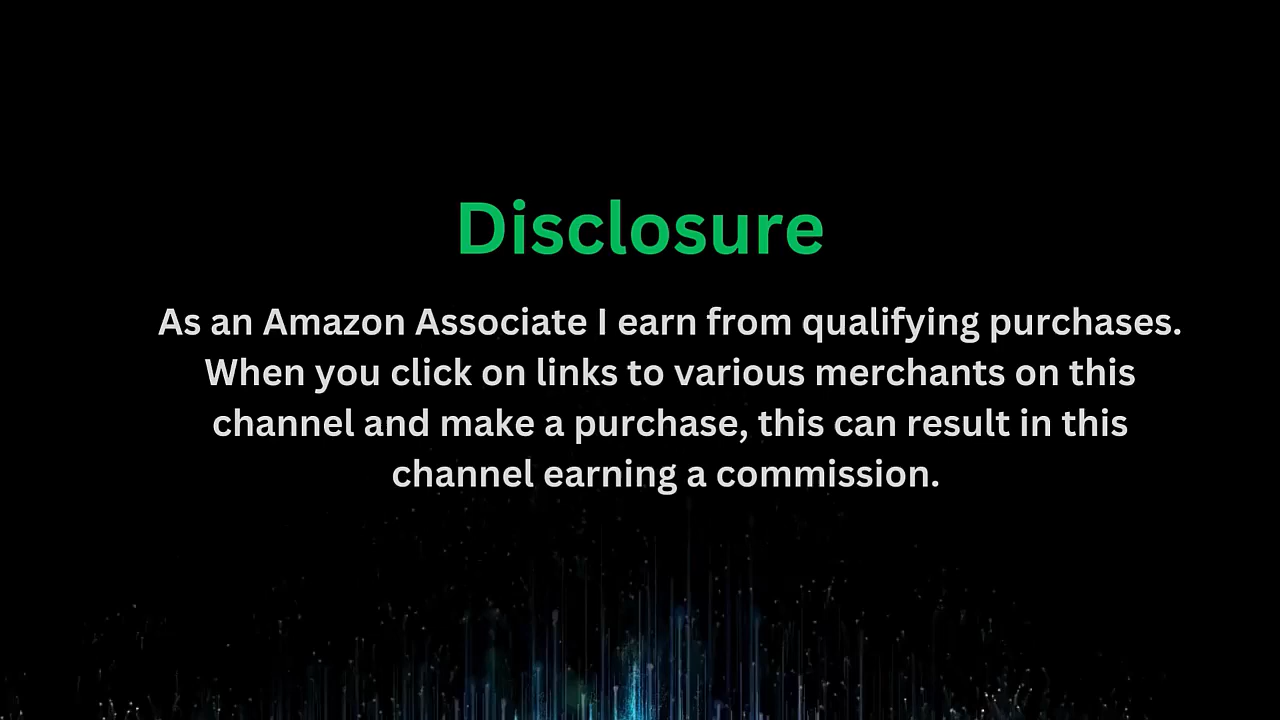 Disclosure
As an Amazon Associate I earn from qualifying purchases.
When you click on links to various merchants on this
channel and make a purchase, this can result in this
channel earning a commission.